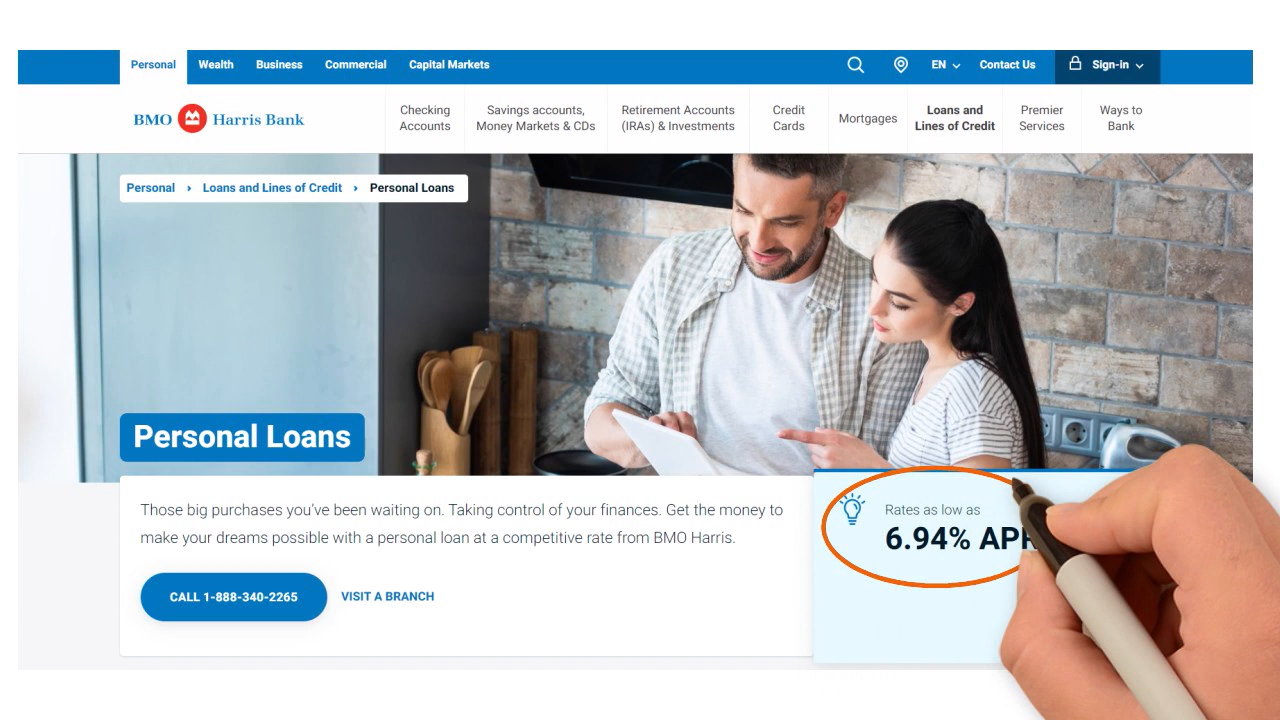 Personal Wealth Business Commercial Capital Markets EN Contact Us Sign-in
BMO Harris Bank
Checking Accounts
Savings accounts, Money Markets & CDs
Retirement Accounts (IRAs) & Investments
Credit Cards
Mortgages
Loans and Lines of Credit
Premier Services
Ways to Bank
Personal › Loans and Lines of Credit › Personal Loans
Personal Loans
Those big purchases you’ve been waiting on. Taking control of your finances. Get the money to
make your dreams possible with a personal loan at a competitive rate from BMO Harris.
CALL 1-888-340-2265 VISIT A BRANCH
Rates as low as
6.94%